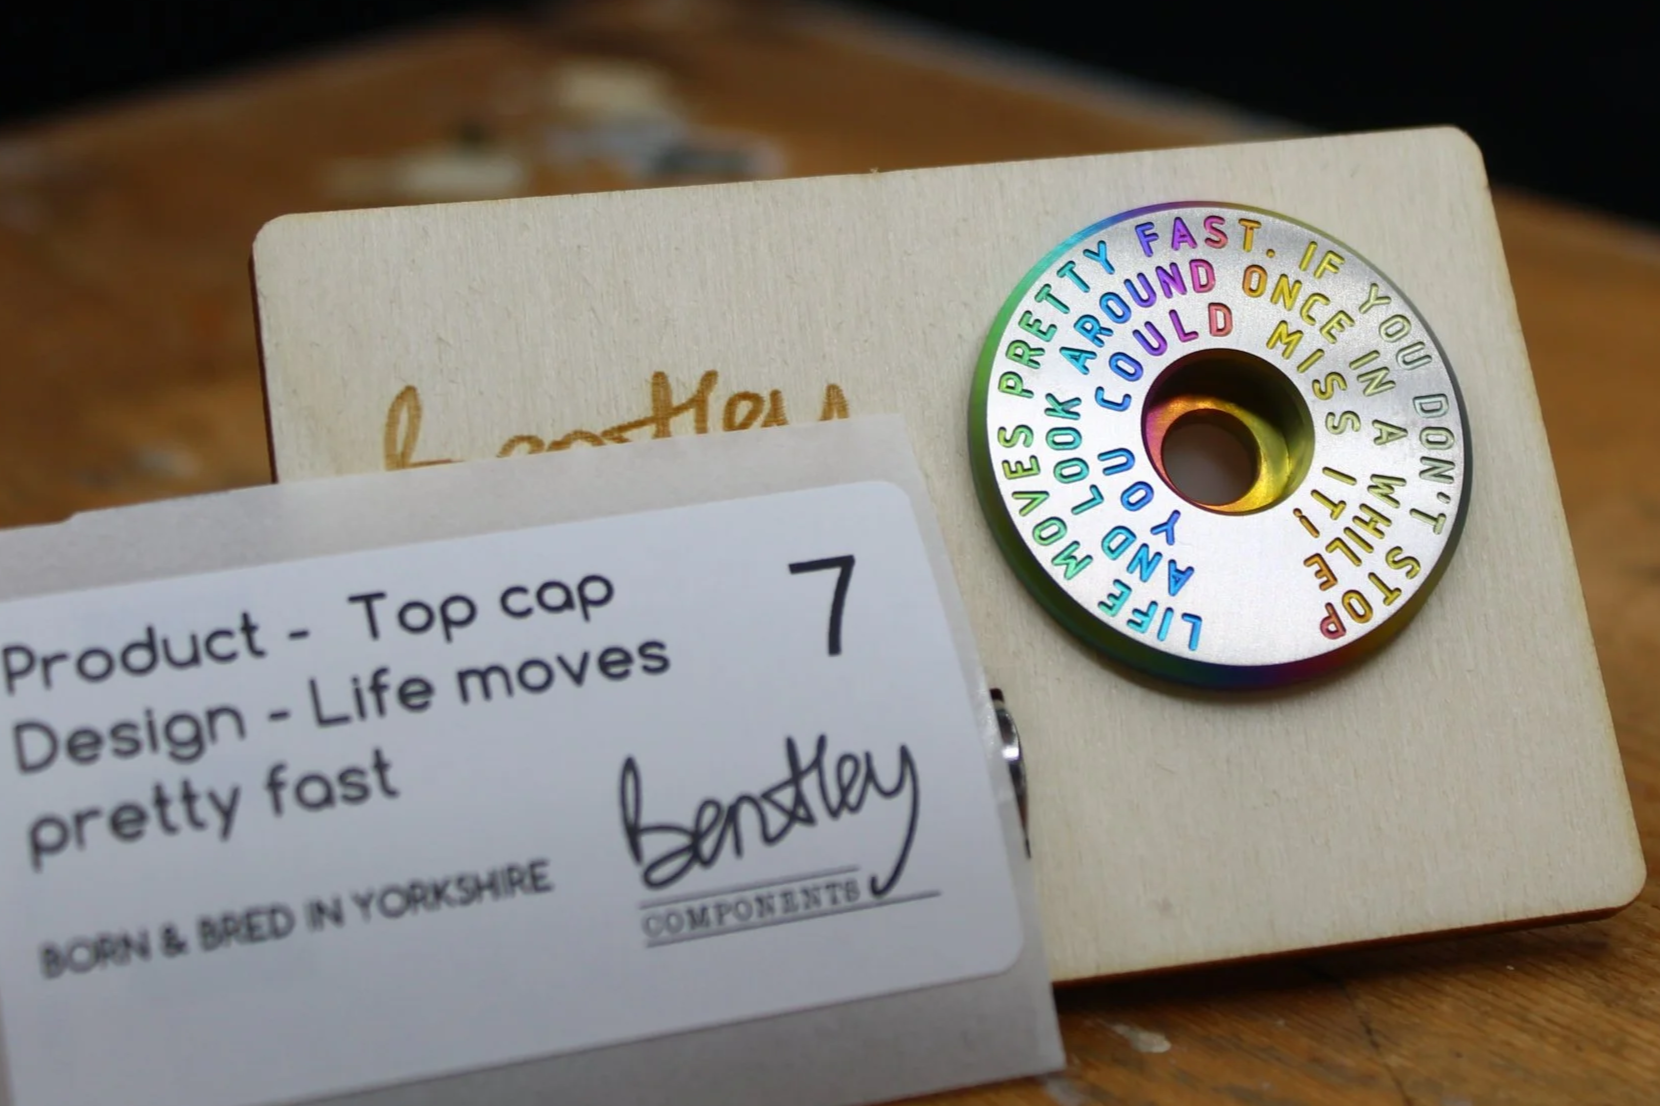 bentley
LIFE MOVES PRETTY FAST. IF YOU DON'T STOP
AND LOOK AROUND ONCE IN A WHILE
YOU COULD MISS IT!
Product - Top cap
7
Design - Life moves
pretty fast
bentley
COMPONENTS
BORN & BRED IN YORKSHIRE